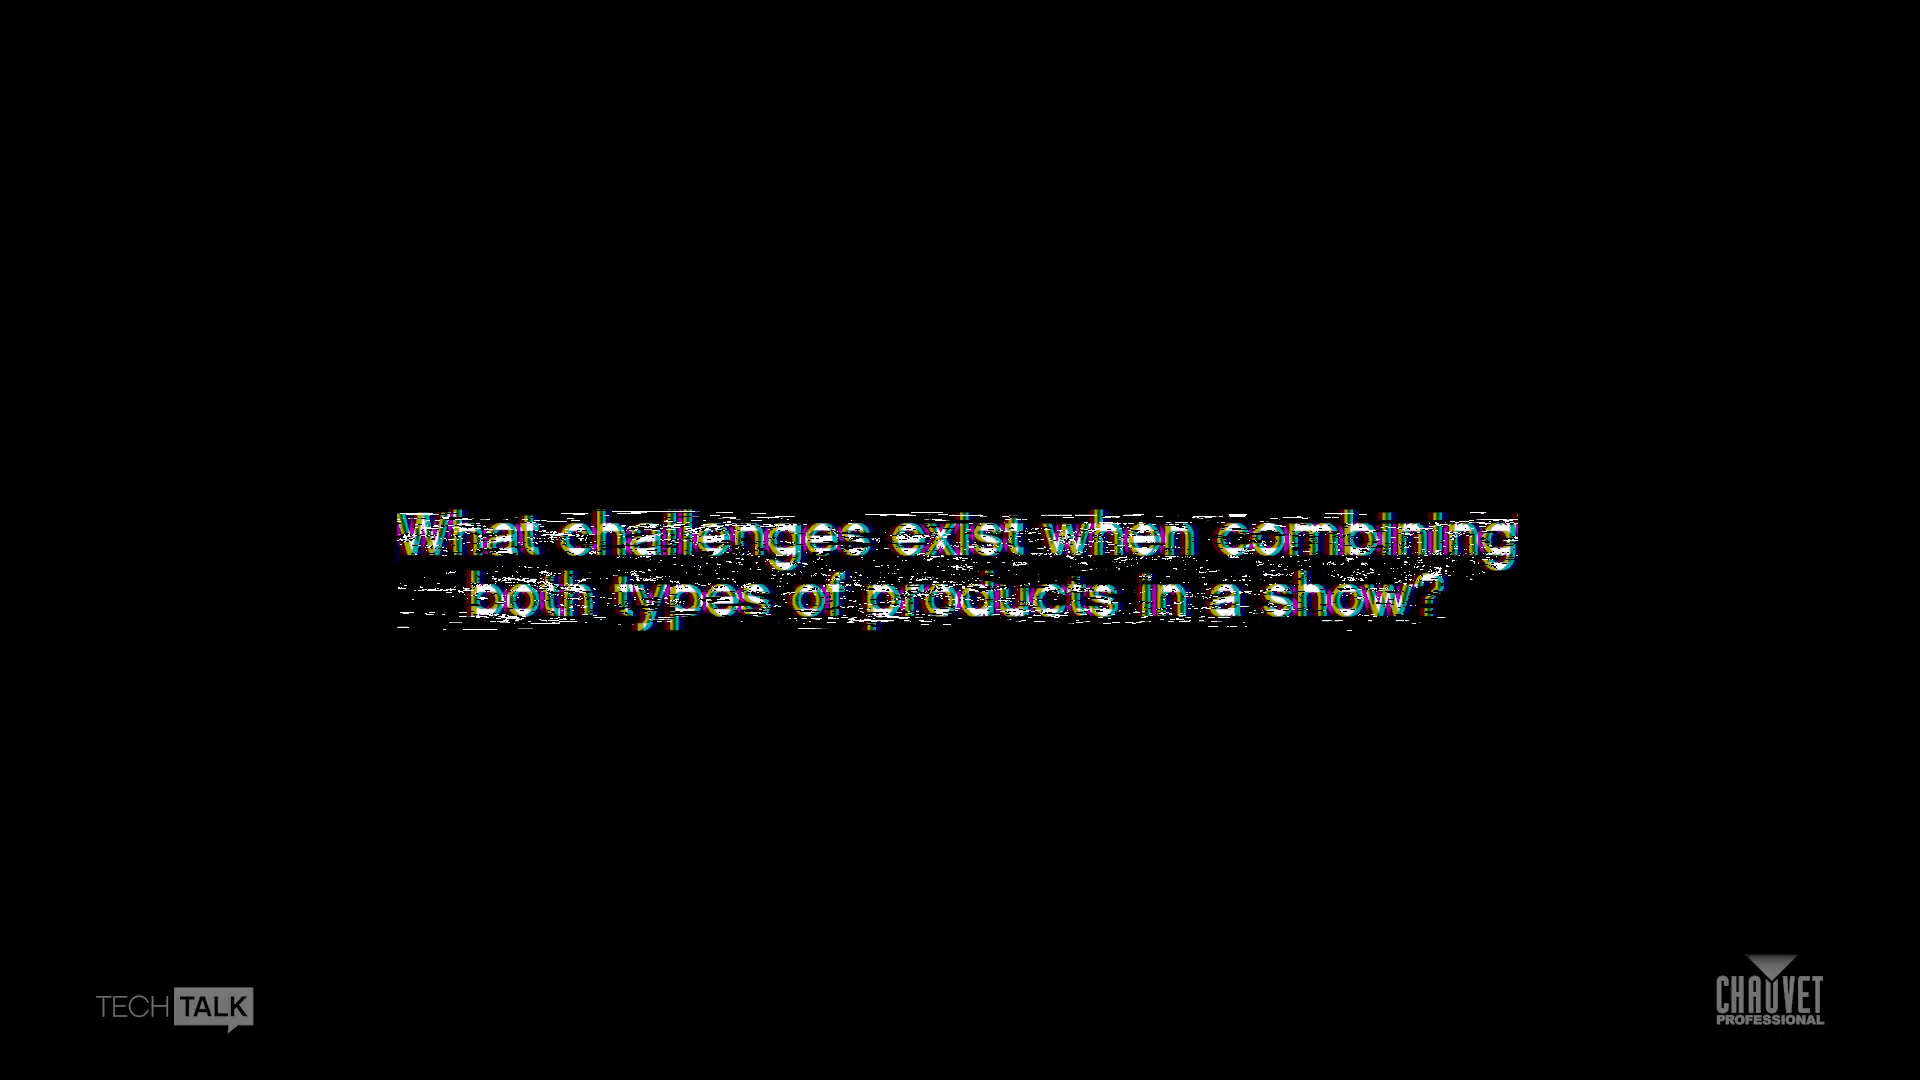 What challenges exist when combining
both types of products in a show?
TECH TALK
CHAUVET
PROFESSIONAL